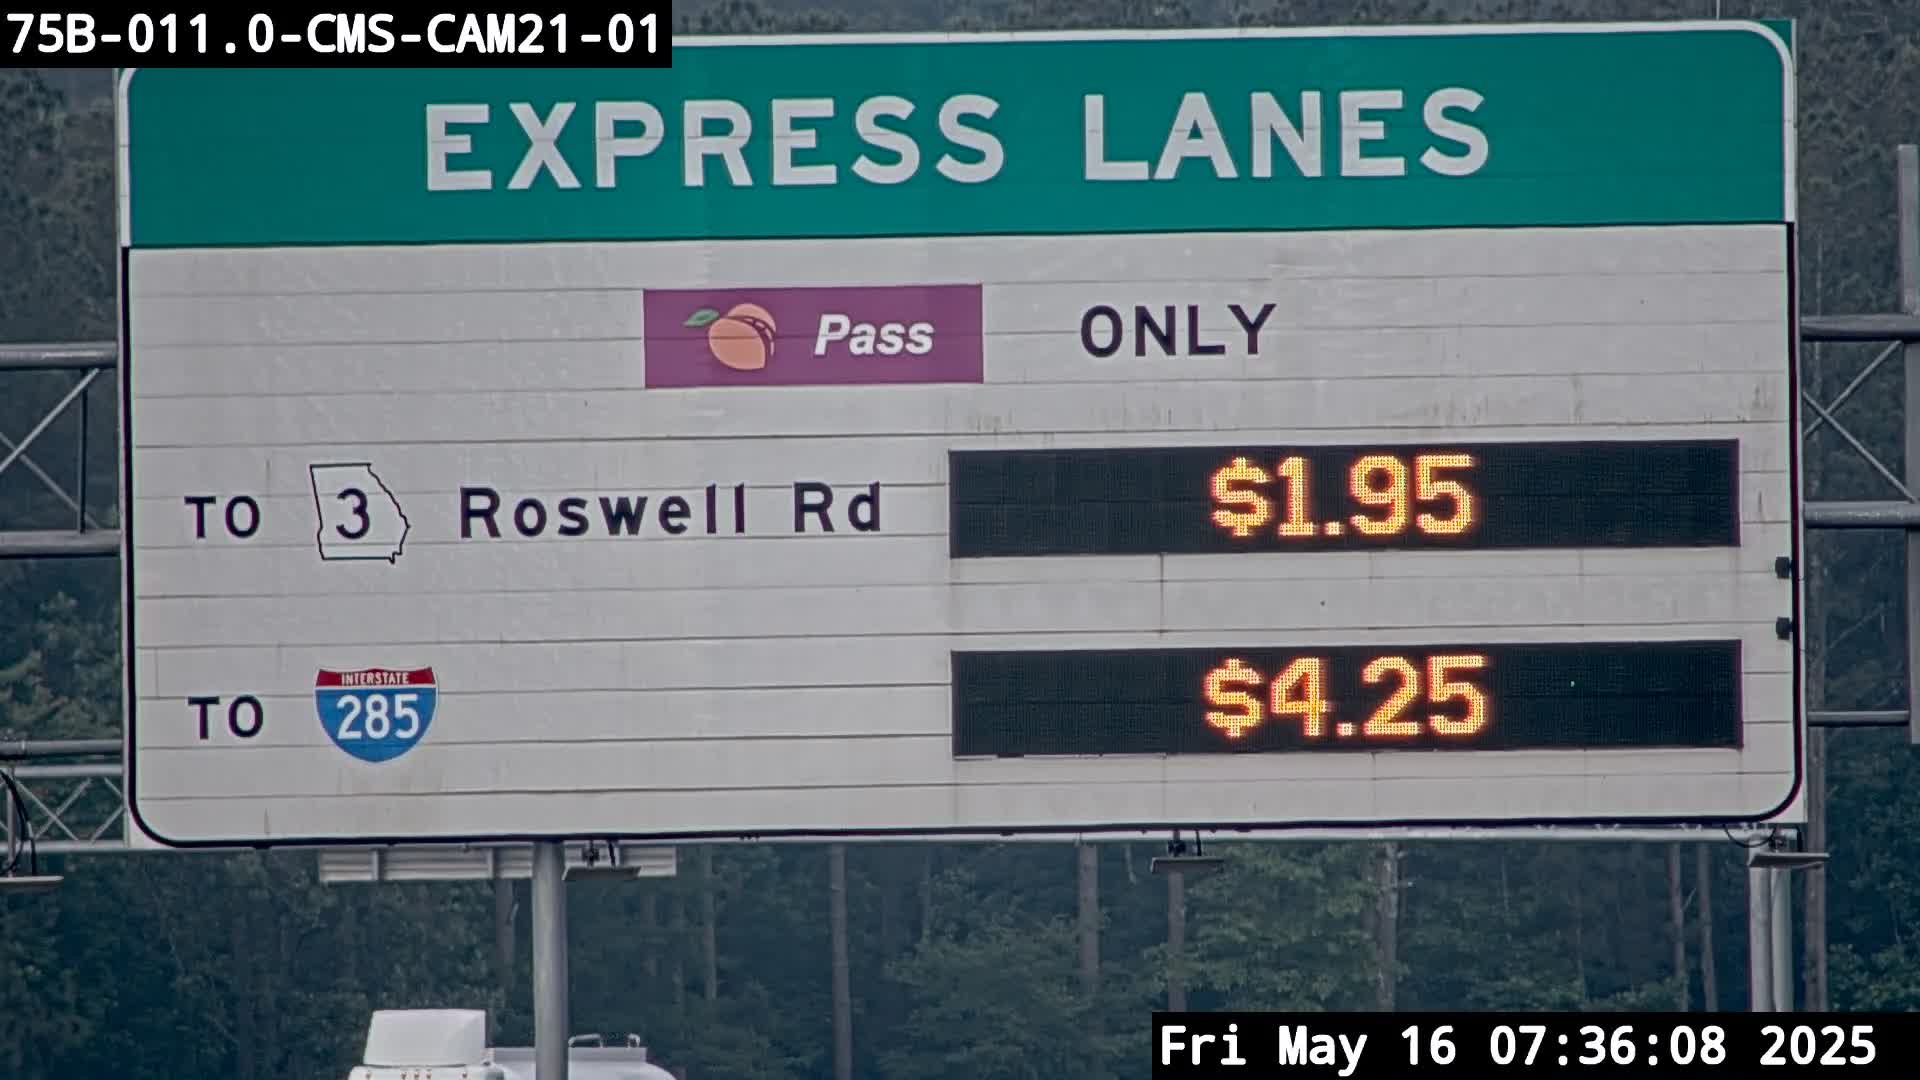 75B-011.0-CMS-CAM21-01
EXPRESS LANES
Pass ONLY
TO 3 Roswell Rd $1.95
TO INTERSTATE 285 $4.25
Fri May 16 07:36:08 2025